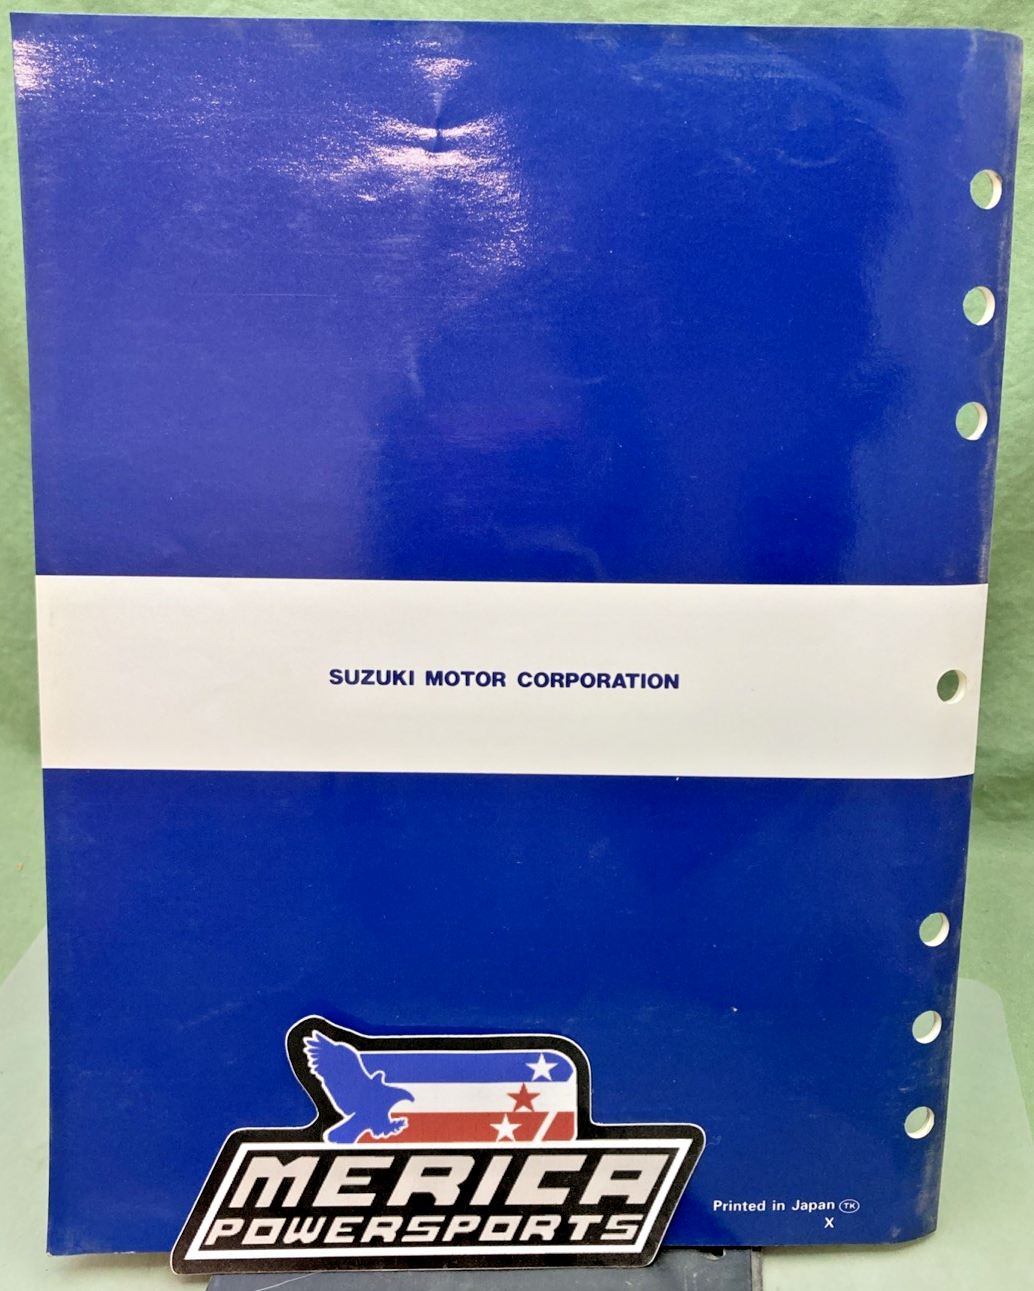 SUZUKI MOTOR CORPORATION
MERICA
POWERSPORTS
Printed in Japan TK
X